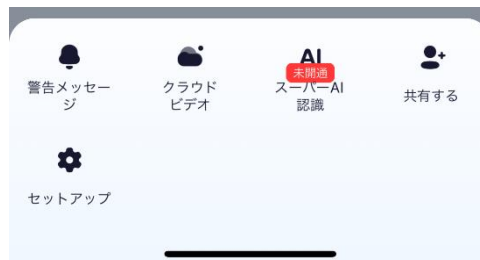 警告メッセー
ジ
クラウド
ビデオ
AI
未開通
スーパーAI
認識
共有する
セットアップ